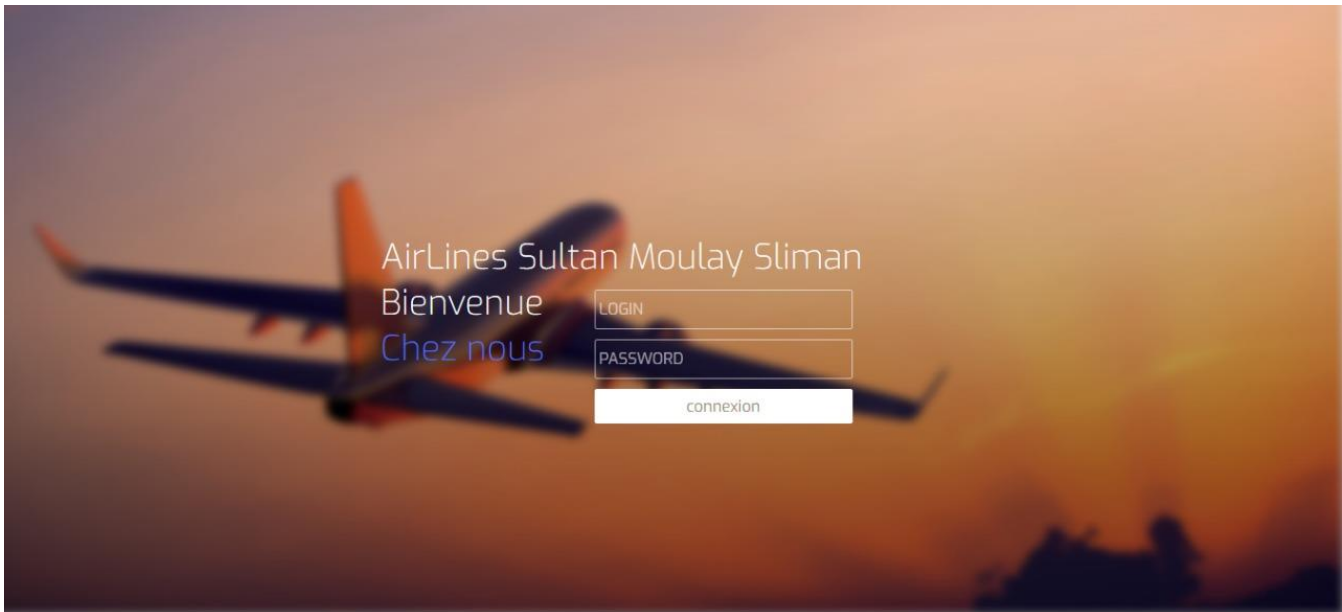 AirLines Sultan Moulay Sliman
Bienvenue
Chez nous
LOGIN
PASSWORD
connexion